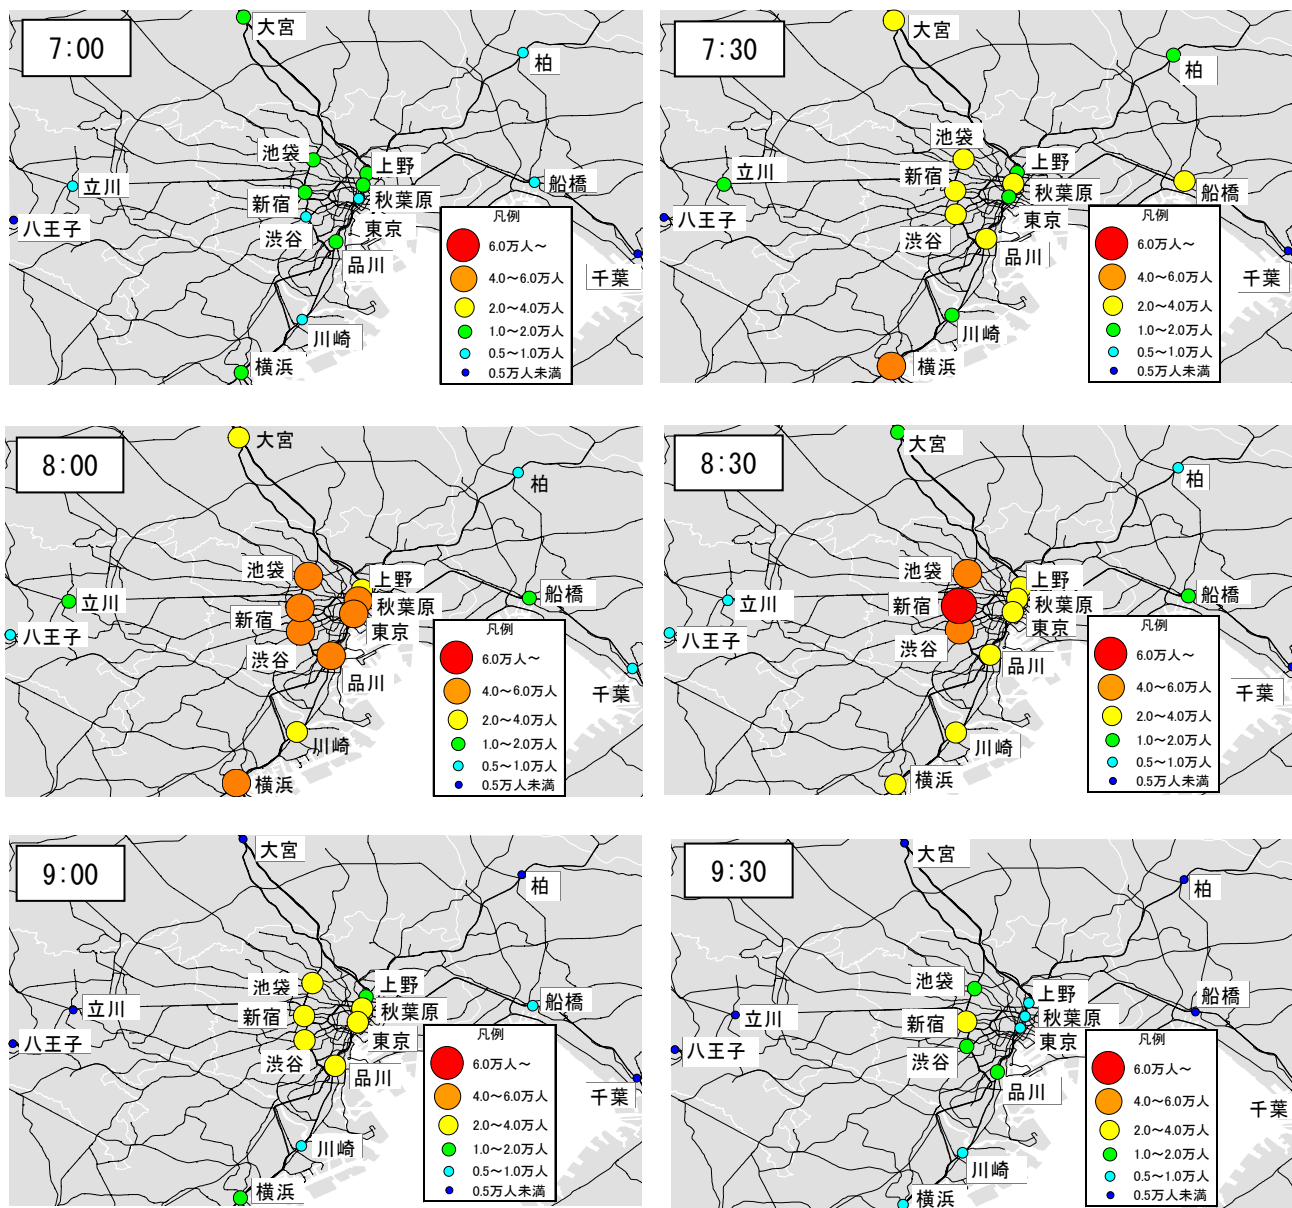 7:00
大宮
柏
池袋
上野
立川
新宿
秋葉原
船橋
八王子
渋谷
東京
品川
千葉
川崎
横浜
凡例
6.0万人～
4.0～6.0万人
2.0～4.0万人
1.0～2.0万人
0.5～1.0万人
0.5万人未満
7:30
大宮
柏
池袋
上野
立川
新宿
秋葉原
船橋
八王子
渋谷
東京
品川
千葉
川崎
横浜
凡例
6.0万人～
4.0～6.0万人
2.0～4.0万人
1.0～2.0万人
0.5～1.0万人
0.5万人未満
8:00
大宮
柏
池袋
上野
立川
新宿
秋葉原
船橋
八王子
渋谷
東京
品川
千葉
川崎
横浜
凡例
6.0万人～
4.0～6.0万人
2.0～4.0万人
1.0～2.0万人
0.5～1.0万人
0.5万人未満
8:30
大宮
柏
池袋
上野
立川
新宿
秋葉原
船橋
八王子
渋谷
東京
品川
千葉
川崎
横浜
凡例
6.0万人～
4.0～6.0万人
2.0～4.0万人
1.0～2.0万人
0.5～1.0万人
0.5万人未満
9:00
大宮
柏
池袋
上野
立川
新宿
秋葉原
船橋
八王子
渋谷
東京
品川
千葉
川崎
横浜
凡例
6.0万人～
4.0～6.0万人
2.0～4.0万人
1.0～2.0万人
0.5～1.0万人
0.5万人未満
9:30
大宮
柏
池袋
上野
立川
新宿
秋葉原
船橋
八王子
渋谷
東京
品川
千葉
川崎
横浜
凡例
6.0万人～
4.0～6.0万人
2.0～4.0万人
1.0～2.0万人
0.5～1.0万人
0.5万人未満